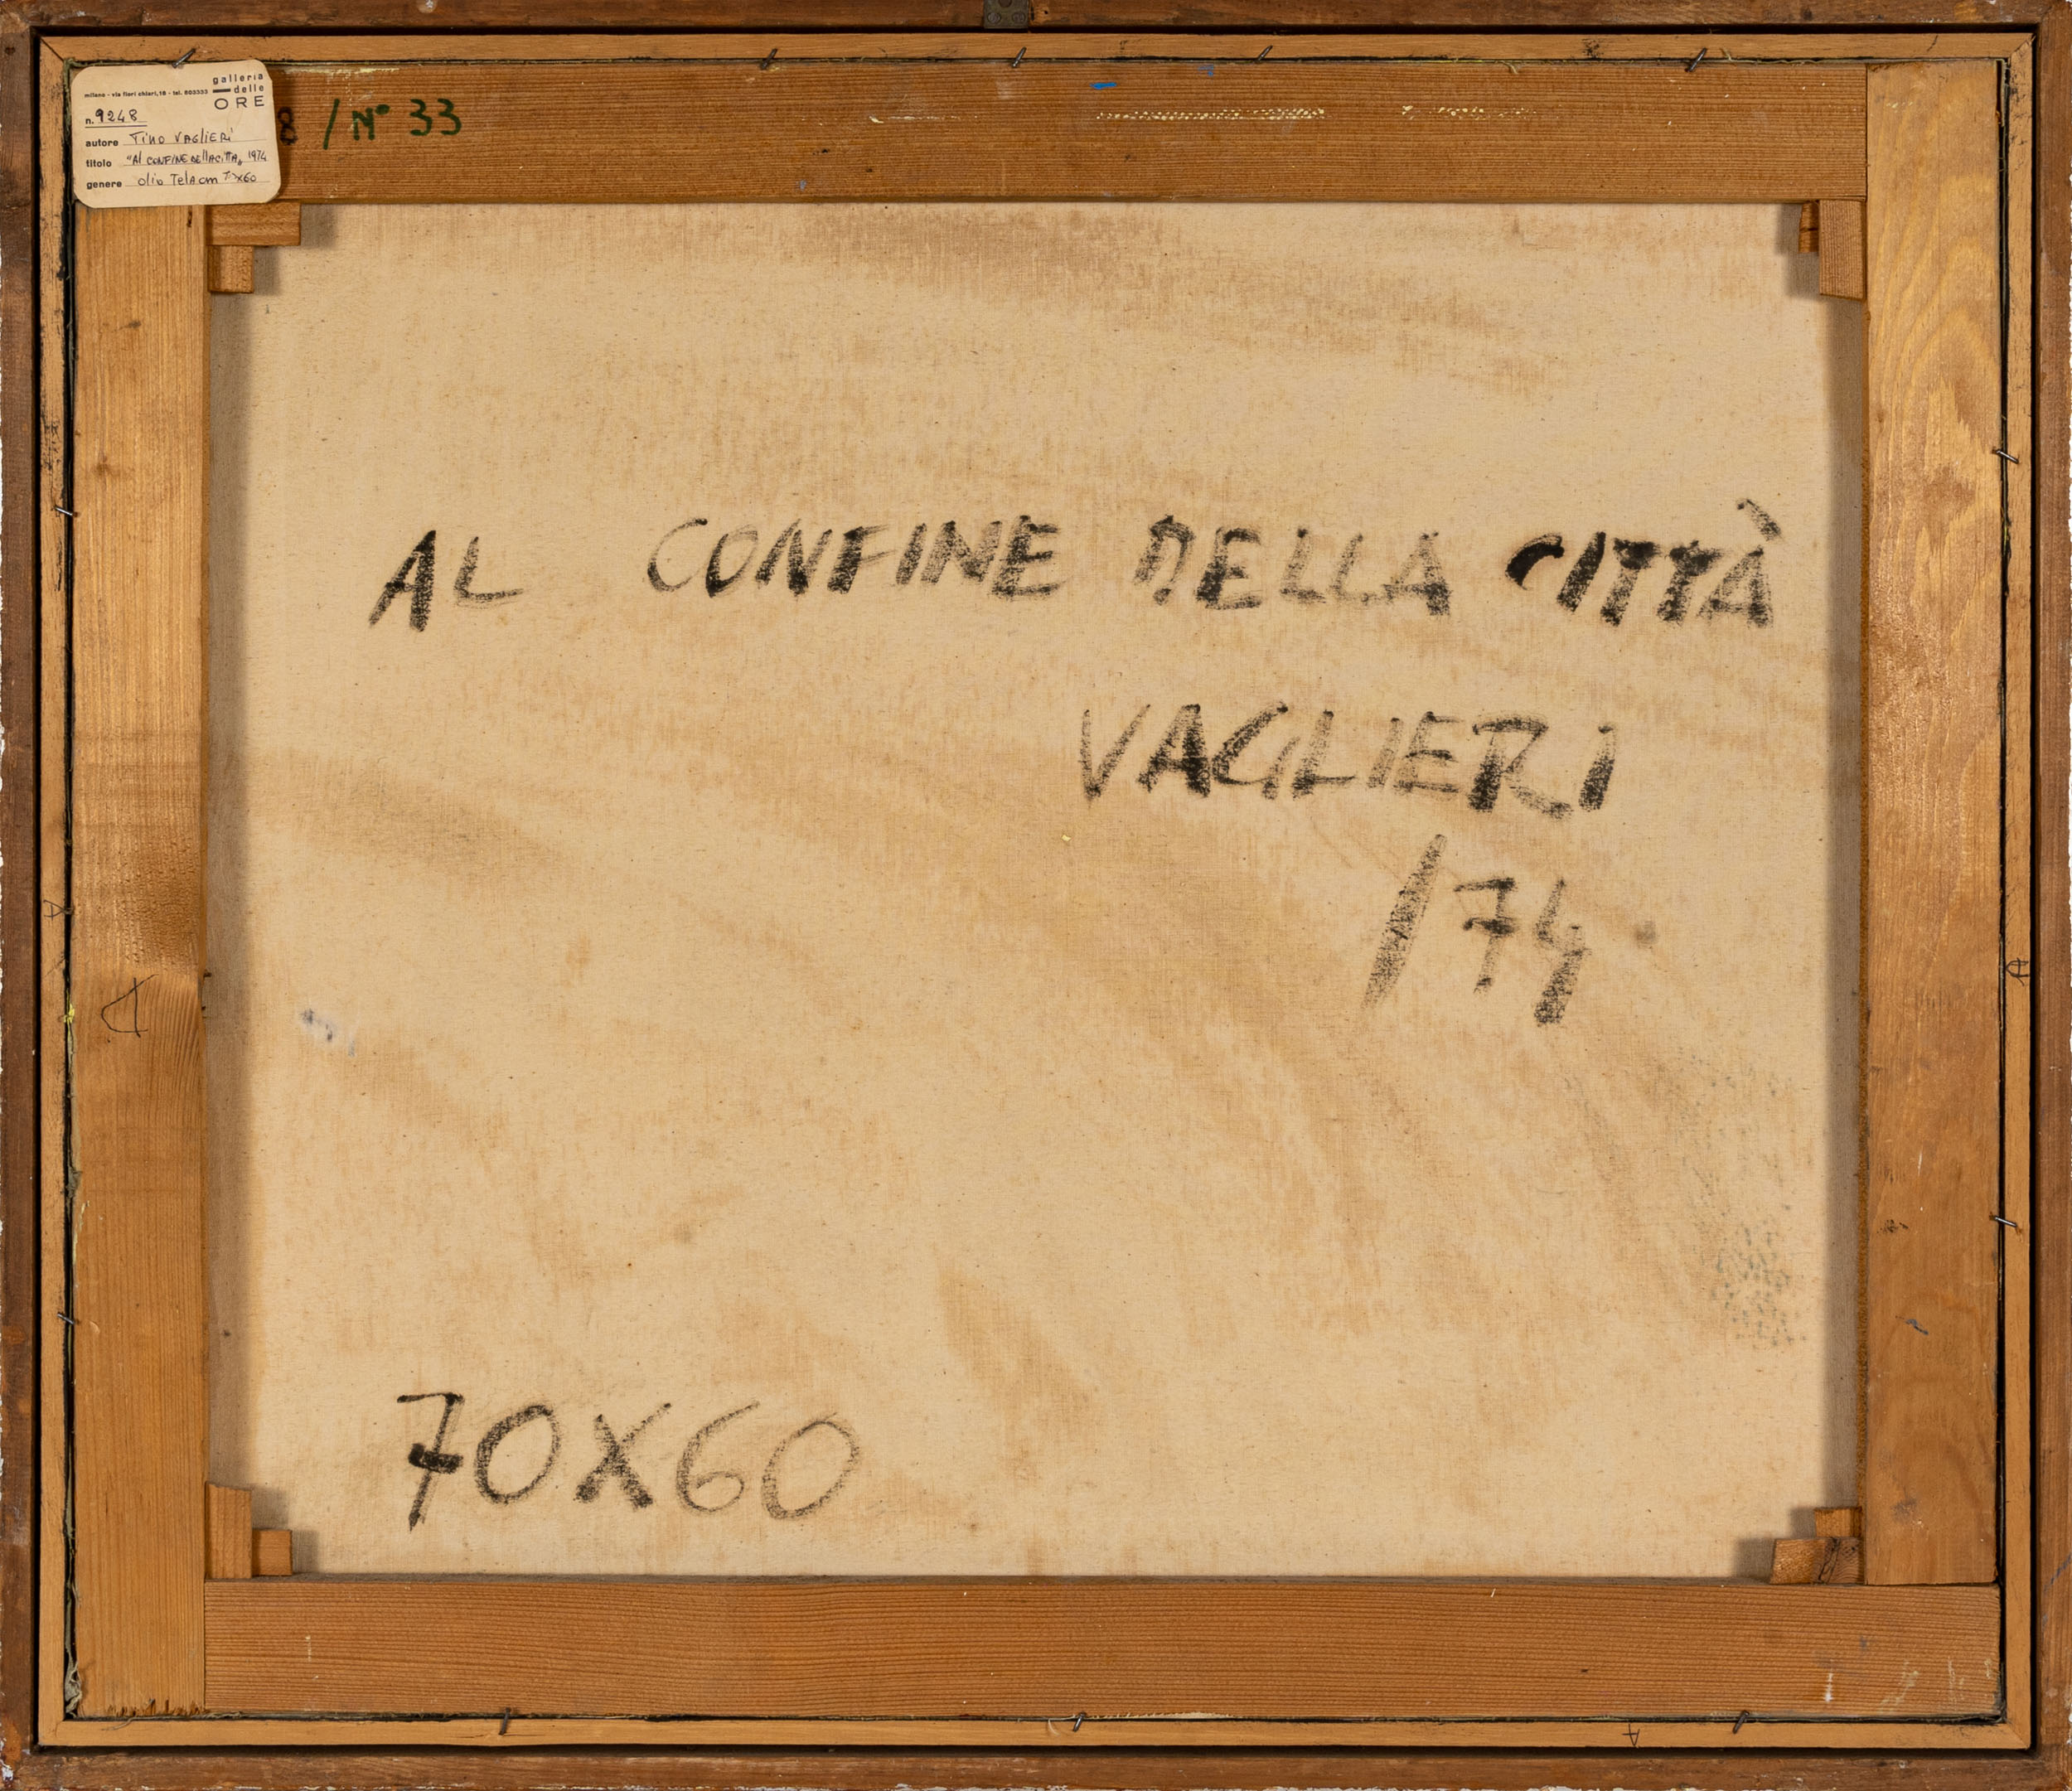 galleria
milano - via fiori chiari, 18 - tel. 803333
delle
ORE
n. 9248
autore Tino VAGLIERI
titolo "Al CONFINE DELLA CITTA" 1974
genere olio Tela cm 70x60
8 / N° 33
AL CONFINE DELLA CITTÀ
VAGLIERI
/74
70X60